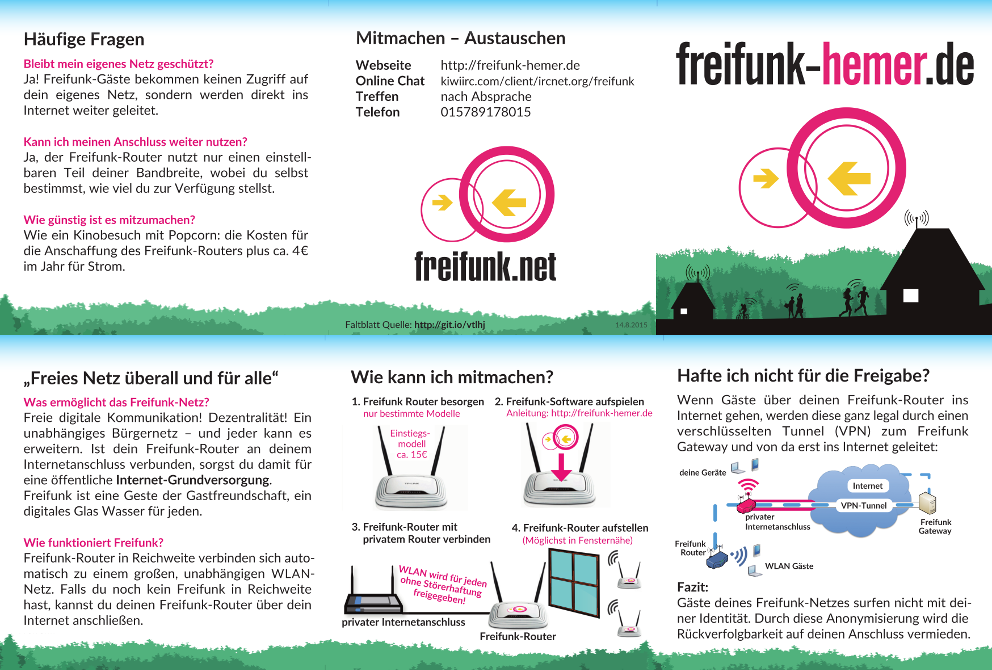 Häufige Fragen
Bleibt mein eigenes Netz geschützt?
Ja! Freifunk-Gäste bekommen keinen Zugriff auf
dein eigenes Netz, sondern werden direkt ins
Internet weiter geleitet.
Kann ich meinen Anschluss weiter nutzen?
Ja, der Freifunk-Router nutzt nur einen einstell-
baren Teil deiner Bandbreite, wobei du selbst
bestimmst, wie viel du zur Verfügung stellst.
Wie günstig ist es mitzumachen?
Wie ein Kinobesuch mit Popcorn: die Kosten für
die Anschaffung des Freifunk-Routers plus ca. 4€
im Jahr für Strom.
Mitmachen – Austauschen
Webseite http://freifunk-hemer.de
Online Chat kiwiirc.com/client/ircnet.org/freifunk
Treffen nach Absprache
Telefon 015789178015
freifunk.net
Faltblatt Quelle: http://git.io/vtlhj
14.8.2015
freifunk-hemer.de
„Freies Netz überall und für alle“
Was ermöglicht das Freifunk-Netz?
Freie digitale Kommunikation! Dezentralität! Ein
unabhängiges Bürgernetz – und jeder kann es
erweitern. Ist dein Freifunk-Router an deinem
Internetanschluss verbunden, sorgst du damit für
eine öffentliche Internet-Grundversorgung.
Freifunk ist eine Geste der Gastfreundschaft, ein
digitales Glas Wasser für jeden.
Wie funktioniert Freifunk?
Freifunk-Router in Reichweite verbinden sich auto-
matisch zu einem großen, unabhängigen WLAN-
Netz. Falls du noch kein Freifunk in Reichweite
hast, kannst du deinen Freifunk-Router über dein
Internet anschließen.
Wie kann ich mitmachen?
1. Freifunk Router besorgen
nur bestimmte Modelle
Einstiegs-
modell
ca. 15€
2. Freifunk-Software aufspielen
Anleitung: http://freifunk-hemer.de
3. Freifunk-Router mit
privatem Router verbinden
4. Freifunk-Router aufstellen
(Möglichst in Fensternähe)
WLAN wird für jeden
ohne Störerhaftung
freigegeben!
privater Internetanschluss
Freifunk-Router
Hafte ich nicht für die Freigabe?
Wenn Gäste über deinen Freifunk-Router ins
Internet gehen, werden diese ganz legal durch einen
verschlüsselten Tunnel (VPN) zum Freifunk
Gateway und von da erst ins Internet geleitet:
deine Geräte
Internet
VPN-Tunnel
privater
Internetanschluss
Freifunk
Gateway
Freifunk
Router
WLAN Gäste
Fazit:
Gäste deines Freifunk-Netzes surfen nicht mit dei-
ner Identität. Durch diese Anonymisierung wird die
Rückverfolgbarkeit auf deinen Anschluss vermieden.